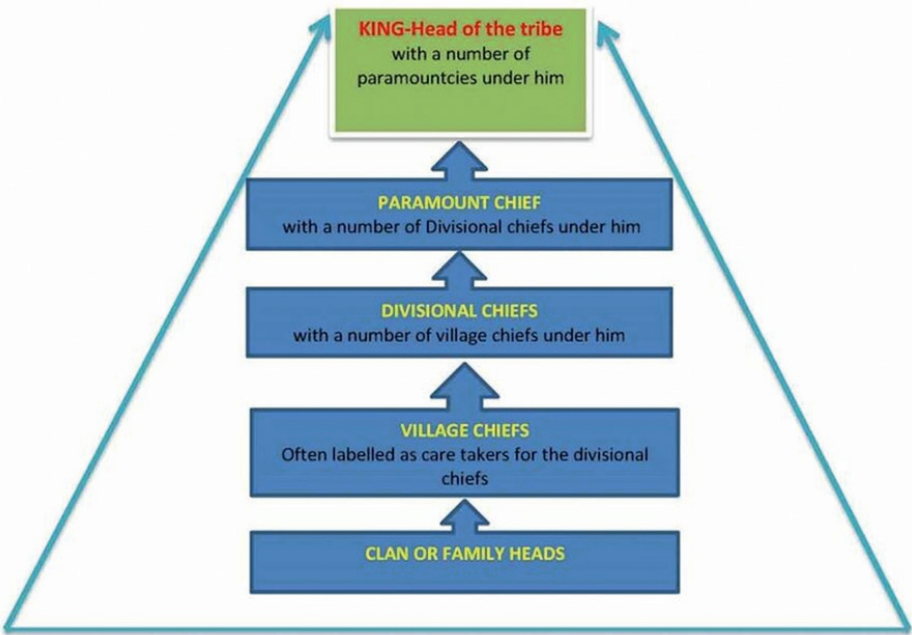 KING-Head of the tribe
with a number of
paramountcies under him
PARAMOUNT CHIEF
with a number of Divisional chiefs under him
DIVISIONAL CHIEFS
with a number of village chiefs under him
VILLAGE CHIEFS
Often labelled as care takers for the divisional
chiefs
CLAN OR FAMILY HEADS